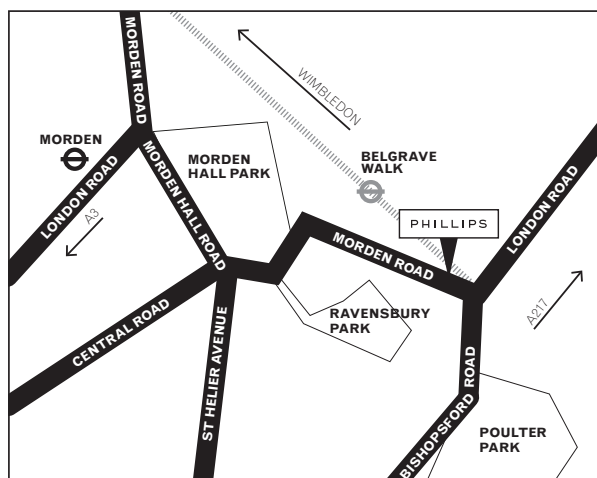 MORDEN ROAD
WIMBLEDON
MORDEN
LONDON ROAD
A3
MORDEN HALL ROAD
MORDEN
HALL PARK
BELGRAVE
WALK
PHILLIPS
LONDON ROAD
MORDEN ROAD
A217
RAVENSBURY
PARK
CENTRAL ROAD
ST HELIER AVENUE
BISHOPSFORD ROAD
POULTER
PARK